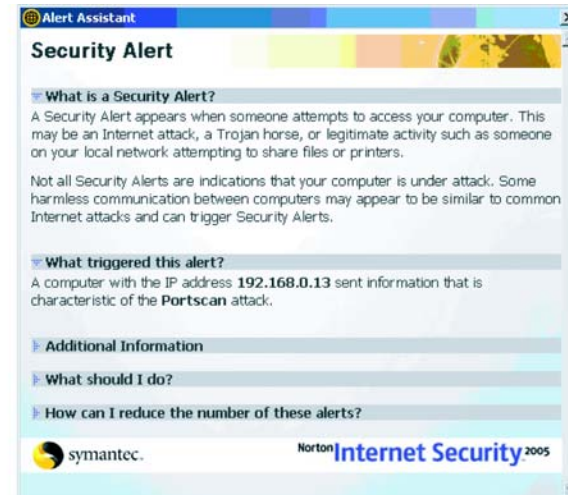 Alert Assistant
Security Alert
What is a Security Alert?
A Security Alert appears when someone attempts to access your computer. This
may be an Internet attack, a Trojan horse, or legitimate activity such as someone
on your local network attempting to share files or printers.
Not all Security Alerts are indications that your computer is under attack. Some
harmless communication between computers may appear to be similar to common
Internet attacks and can trigger Security Alerts.
What triggered this alert?
A computer with the IP address 192.168.0.13 sent information that is
characteristic of the Portscan attack.
Additional Information
What should I do?
How can I reduce the number of these alerts?
symantec.
Norton Internet Security 2005